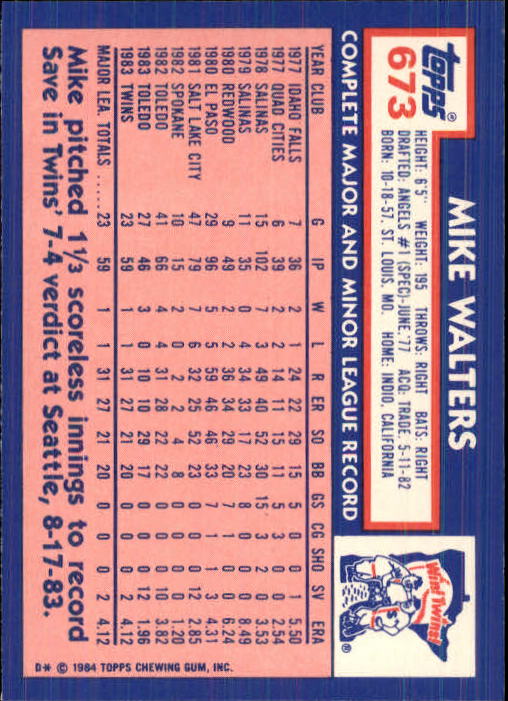 Topps®
673
MIKE WALTERS
HEIGHT: 6'5" WEIGHT: 195 THROWS: RIGHT BATS: RIGHT
DRAFTED: ANGELS #1 (SPEC)-JUNE, '77 ACQ: TRADE, 5-11-82
BORN: 10-18-57, ST. LOUIS, MO. HOME: INDIO, CALIFORNIA
Win! Twins!
®
COMPLETE MAJOR AND MINOR LEAGUE RECORD
YEAR CLUB G IP W L R ER SO BB GS CG SHO SV ERA
1977 IDAHO FALLS 7 36 2 1 24 22 29 15 5 0 0 1 5.50
1977 QUAD CITIES 6 39 2 2 14 11 15 11 5 3 0 0 2.54
1978 SALINAS 15 102 7 3 49 40 52 30 15 3 2 0 3.53
1979 SALINAS 11 35 0 4 34 33 17 23 8 0 0 0 8.49
1980 REDWOOD 9 49 2 2 36 34 29 20 7 1 0 0 6.24
1980 EL PASO 29 96 5 5 59 46 46 33 7 1 1 3 4.31
1981 SALT LAKE CITY 47 79 7 6 32 25 52 23 0 0 0 12 2.85
1982 SPOKANE 10 15 2 0 2 2 4 8 0 0 0 0 1.20
1982 TOLEDO 41 66 4 4 31 28 22 22 0 0 0 10 3.82
1983 TOLEDO 27 46 3 0 10 10 29 17 0 0 0 12 1.96
1983 TWINS 23 59 1 1 31 27 21 20 0 0 0 2 4.12
MAJOR LEA. TOTALS ..... 23 59 1 1 31 27 21 20 0 0 0 2 4.12
Mike pitched 1⅓ scoreless innings to record
Save in Twins' 7-4 verdict at Seattle, 8-17-83.
D* © 1984 TOPPS CHEWING GUM, INC.